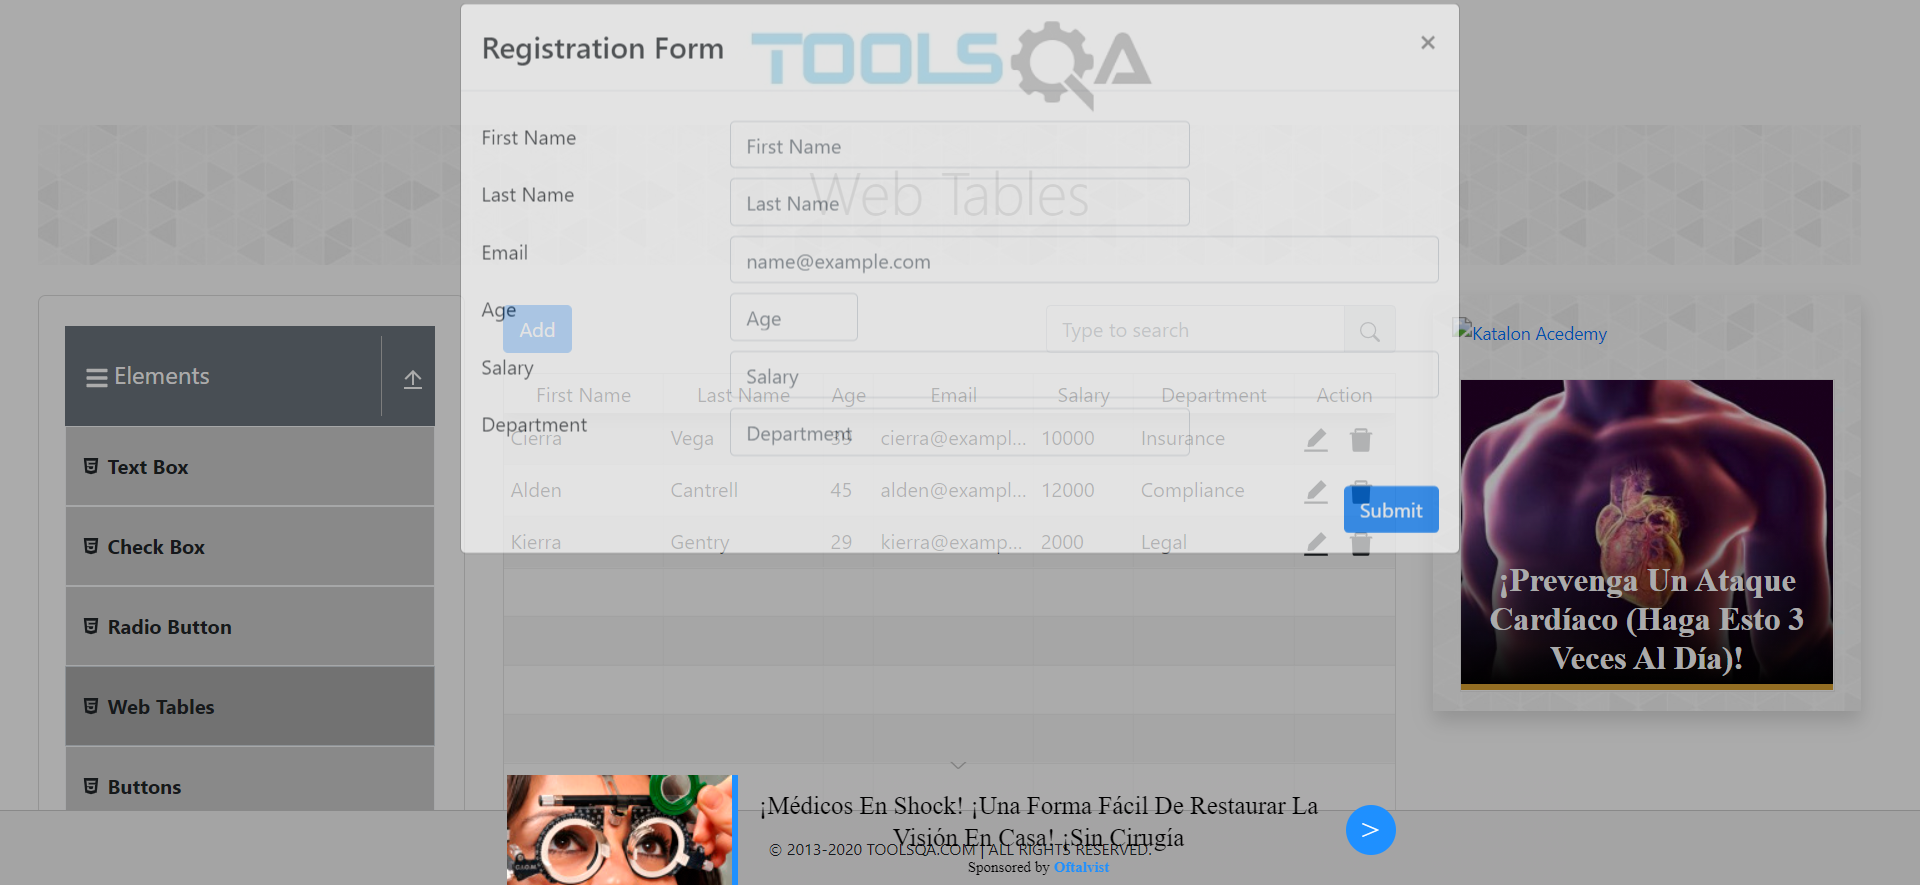 Registration Form
TOOLSQA
×
First Name
First Name
Last Name
Last Name
Web Tables
Email
name@example.com
Age
Age
Add
Type to search
Salary
Salary
Department
Department
First Name Last Name Age Email Salary Department Action
Cierra Vega 39 cierra@exampl... 10000 Insurance
Alden Cantrell 45 alden@exampl... 12000 Compliance
Submit
Kierra Gentry 29 kierra@examp... 2000 Legal
Elements
Text Box
Check Box
Radio Button
Web Tables
Buttons
Katalon Acedemy
¡Prevenga Un Ataque
Cardíaco (Haga Esto 3
Veces Al Día)!
¡Médicos En Shock! ¡Una Forma Fácil De Restaurar La
Visión En Casa! ¡Sin Cirugía
>
© 2013-2020 TOOLSQA.COM | ALL RIGHTS RESERVED.
Sponsored by Oftalvist